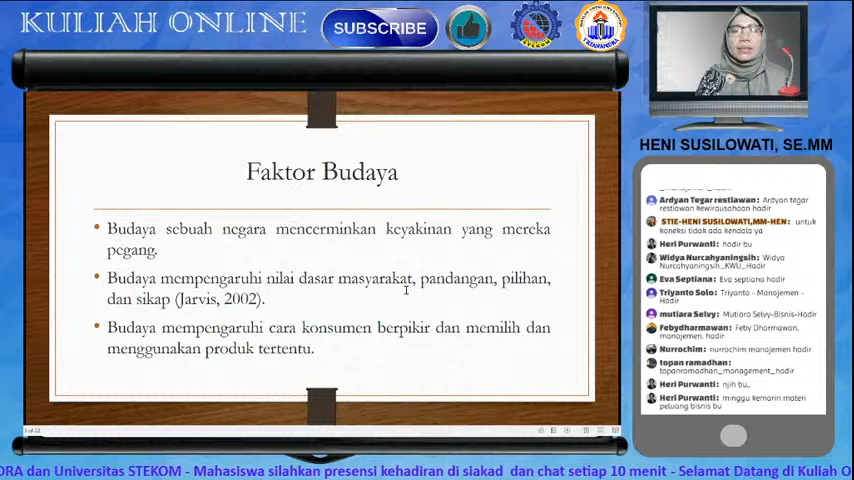 KULIAH ONLINE
SUBSCRIBE
STEKOM
HENI SUSILOWATI, SE.MM
Faktor Budaya
• Budaya sebuah negara mencerminkan keyakinan yang mereka
pegang.
• Budaya mempengaruhi nilai dasar masyarakat, pandangan, pilihan,
dan sikap (Jarvis, 2002).
• Budaya mempengaruhi cara konsumen berpikir dan memilih dan
menggunakan produk tertentu.
of 22
Ardyan Tegar restiawan: Ardyan tegar
restiawan kewirausahaan hadir
STIE-HENI SUSILOWATI,MM-HEN: untuk
koneksi tidak ada kendala ya
Heri Purwanti: hadir bu
Widya Nurcahyaningsih: Widya
Nurcahyaningsih_KWU_Hadir
Eva Septiana: Eva septiana hadir
Triyanto Solo: Triyanto - Manajemen -
Hadir
mutiara Selvy: Mutiara Selvy-Bisnis-Hadir
Febydharmawan: Feby Dharmawan,
manajemen, hadir
Nurrochim: nurrochim manajemen hadir
topan ramadhan:
topanramadhan_management_hadir
Heri Purwanti: njih bu,,
Heri Purwanti: minggu kemarin materi
peluang bisnis bu
DRA dan Universitas STEKOM - Mahasiswa silahkan presensi kehadiran di siakad dan chat setiap 10 menit - Selamat Datang di Kuliah O